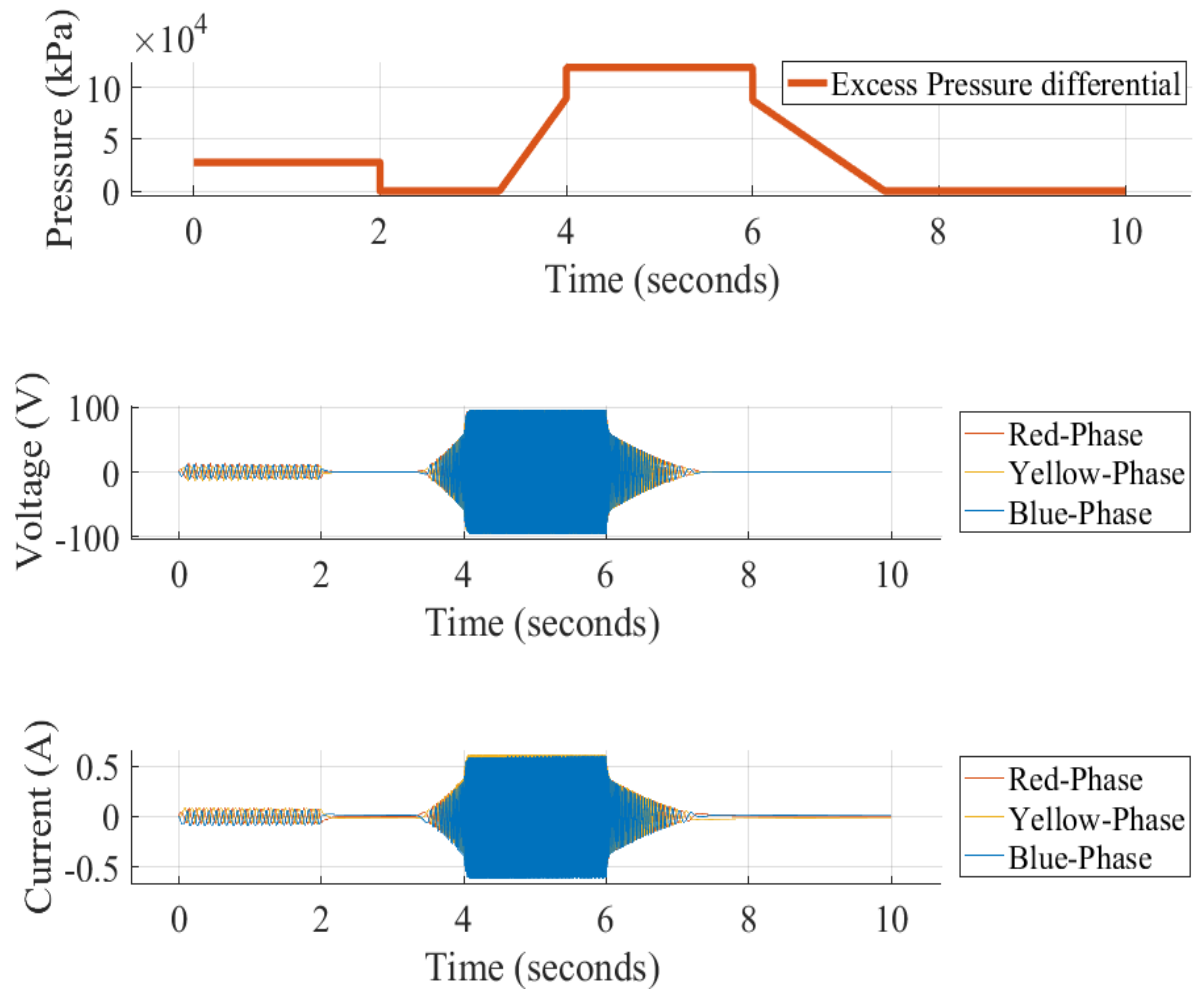 ×10⁴
Pressure (kPa)
10
5
0
Excess Pressure differential
0 2 4 6 8 10
Time (seconds)
Voltage (V)
100
0
-100
Red-Phase
Yellow-Phase
Blue-Phase
0 2 4 6 8 10
Time (seconds)
Current (A)
0.5
0
-0.5
Red-Phase
Yellow-Phase
Blue-Phase
0 2 4 6 8 10
Time (seconds)